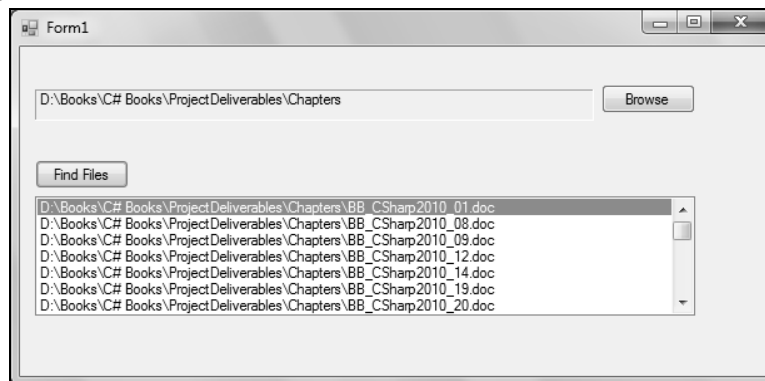 Form1
D:\Books\C# Books\ProjectDeliverables\Chapters
Browse
Find Files
D:\Books\C# Books\ProjectDeliverables\Chapters\BB_CSharp2010_01.doc
D:\Books\C# Books\ProjectDeliverables\Chapters\BB_CSharp2010_08.doc
D:\Books\C# Books\ProjectDeliverables\Chapters\BB_CSharp2010_09.doc
D:\Books\C# Books\ProjectDeliverables\Chapters\BB_CSharp2010_12.doc
D:\Books\C# Books\ProjectDeliverables\Chapters\BB_CSharp2010_14.doc
D:\Books\C# Books\ProjectDeliverables\Chapters\BB_CSharp2010_19.doc
D:\Books\C# Books\ProjectDeliverables\Chapters\BB_CSharp2010_20.doc